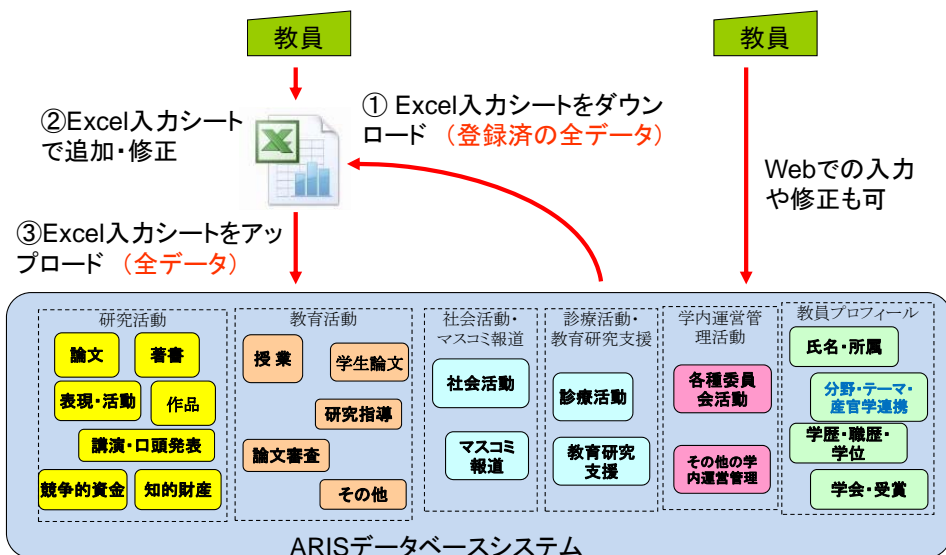 教員
教員
① Excel入力シートをダウン
ロード （登録済の全データ）
②Excel入力シート
で追加・修正
Webでの入力
や修正も可
③Excel入力シートをアッ
プロード （全データ）
研究活動
論文
著書
表現・活動
作品
講演・口頭発表
競争的資金
知的財産
教育活動
授 業
学生論文
研究指導
論文審査
その他
社会活動・
マスコミ報道
社会活動
マスコミ
報道
診療活動・
教育研究支援
診療活動
教育研究
支援
学内運営管
理活動
各種委員
会活動
その他の学
内運営管理
教員プロフィール
氏名・所属
分野・テーマ・
産官学連携
学歴・職歴・
学位
学会・受賞
ARISデータベースシステム